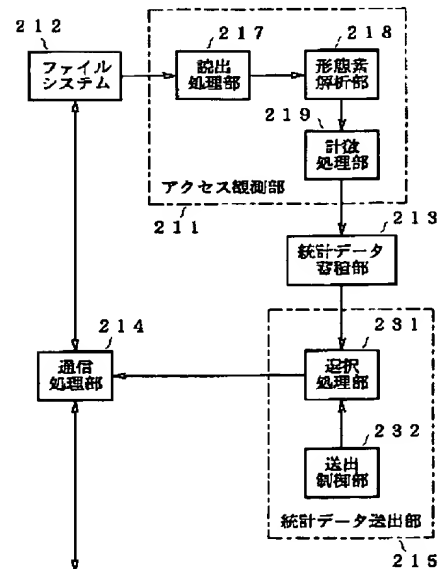 212
ファイル
システム
217
読出
処理部
218
形態素
解析部
219
計数
処理部
アクセス観測部
211
213
統計データ
蓄積部
214
通信
処理部
231
選択
処理部
232
送出
制御部
統計データ送出部
215